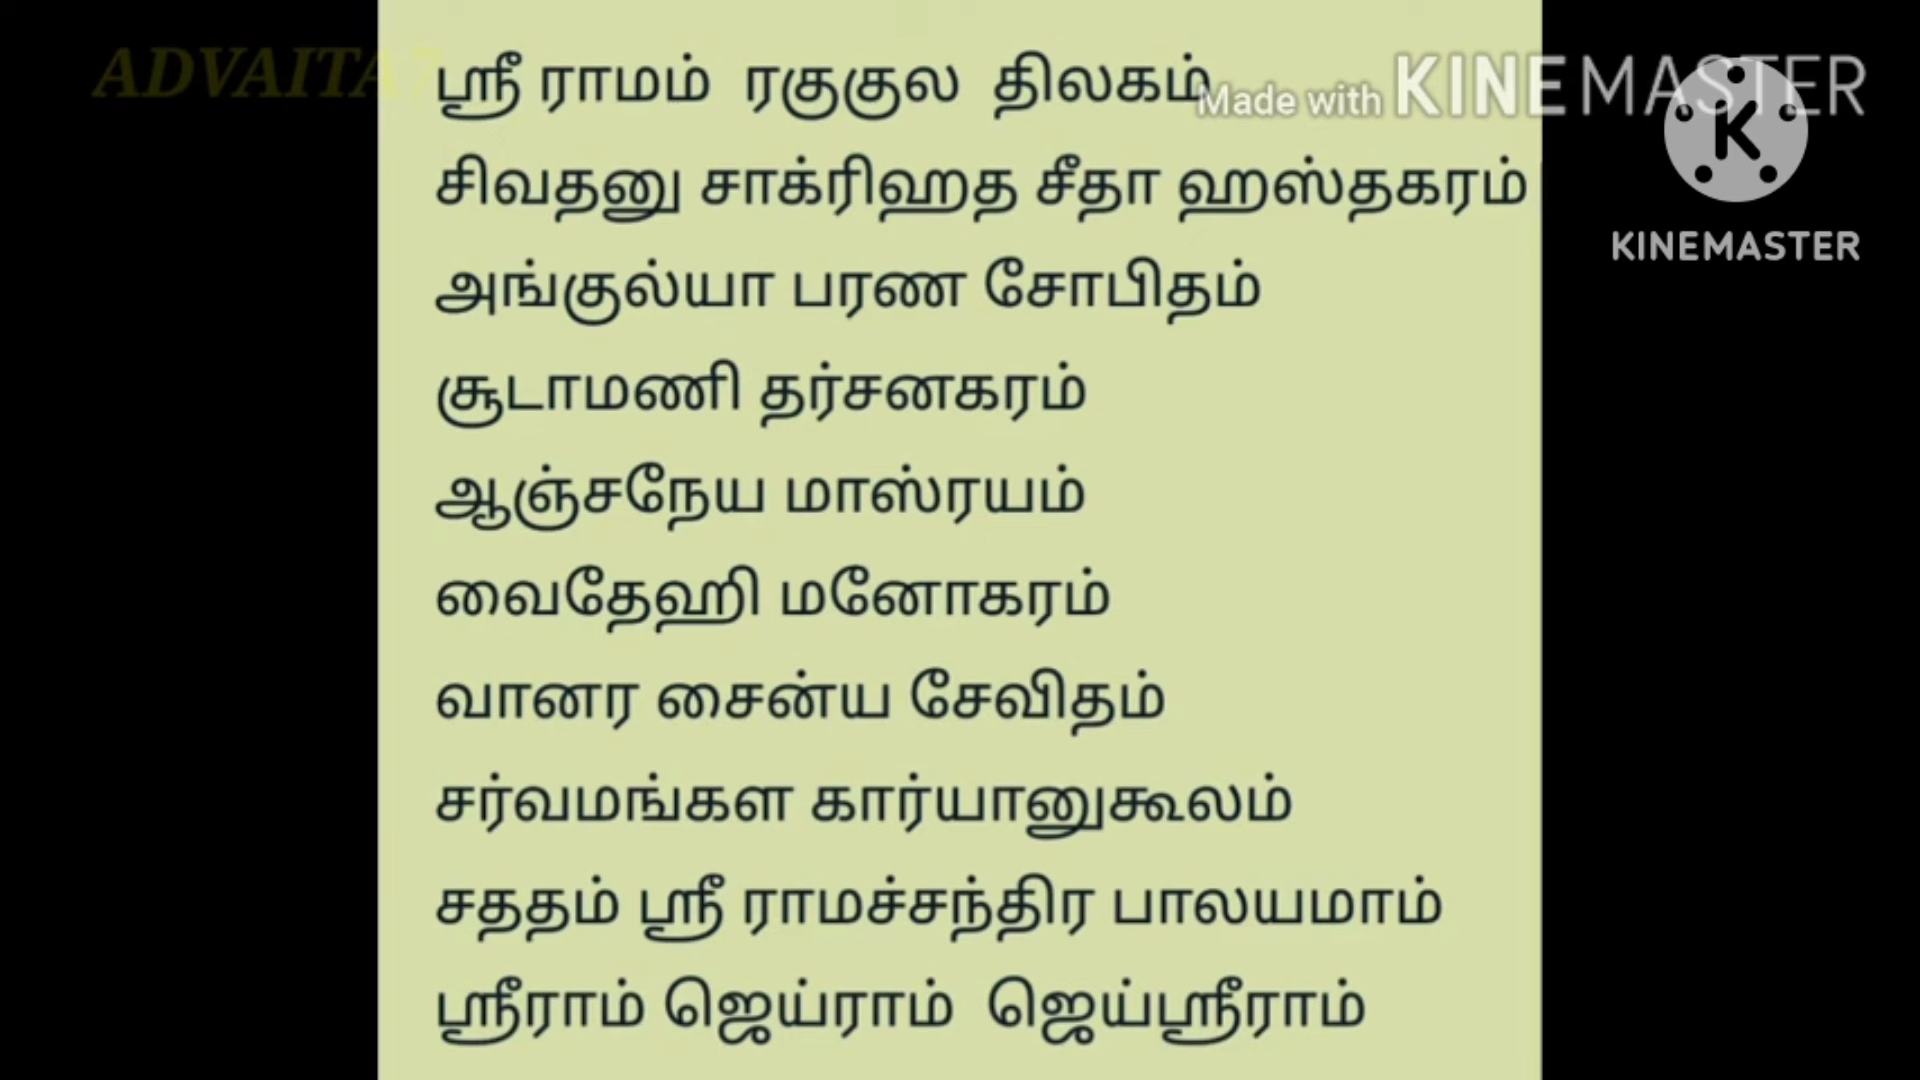 ADVAITA
ஸ்ரீ ராமம் ரகுகுல திலகம்
Made with KINEMASTER
சிவதனு சாக்ரிஹத சீதா ஹஸ்தகரம்
KINEMASTER
அங்குல்யா பரண சோபிதம்
சூடாமணி தர்சனகரம்
ஆஞ்சநேய மாஸ்ரயம்
வைதேஹி மனோகரம்
வானர சைன்ய சேவிதம்
சர்வமங்கள கார்யானுகூலம்
சததம் ஸ்ரீ ராமச்சந்திர பாலயமாம்
ஸ்ரீராம் ஜெய்ராம் ஜெய்ஸ்ரீராம்